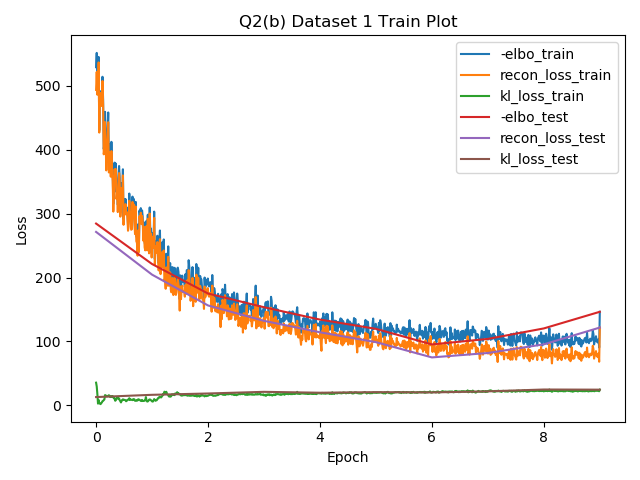 Q2(b) Dataset 1 Train Plot
-elbo_train
recon_loss_train
kl_loss_train
-elbo_test
recon_loss_test
kl_loss_test
Loss
500
400
300
200
100
0
0 2 4 6 8
Epoch